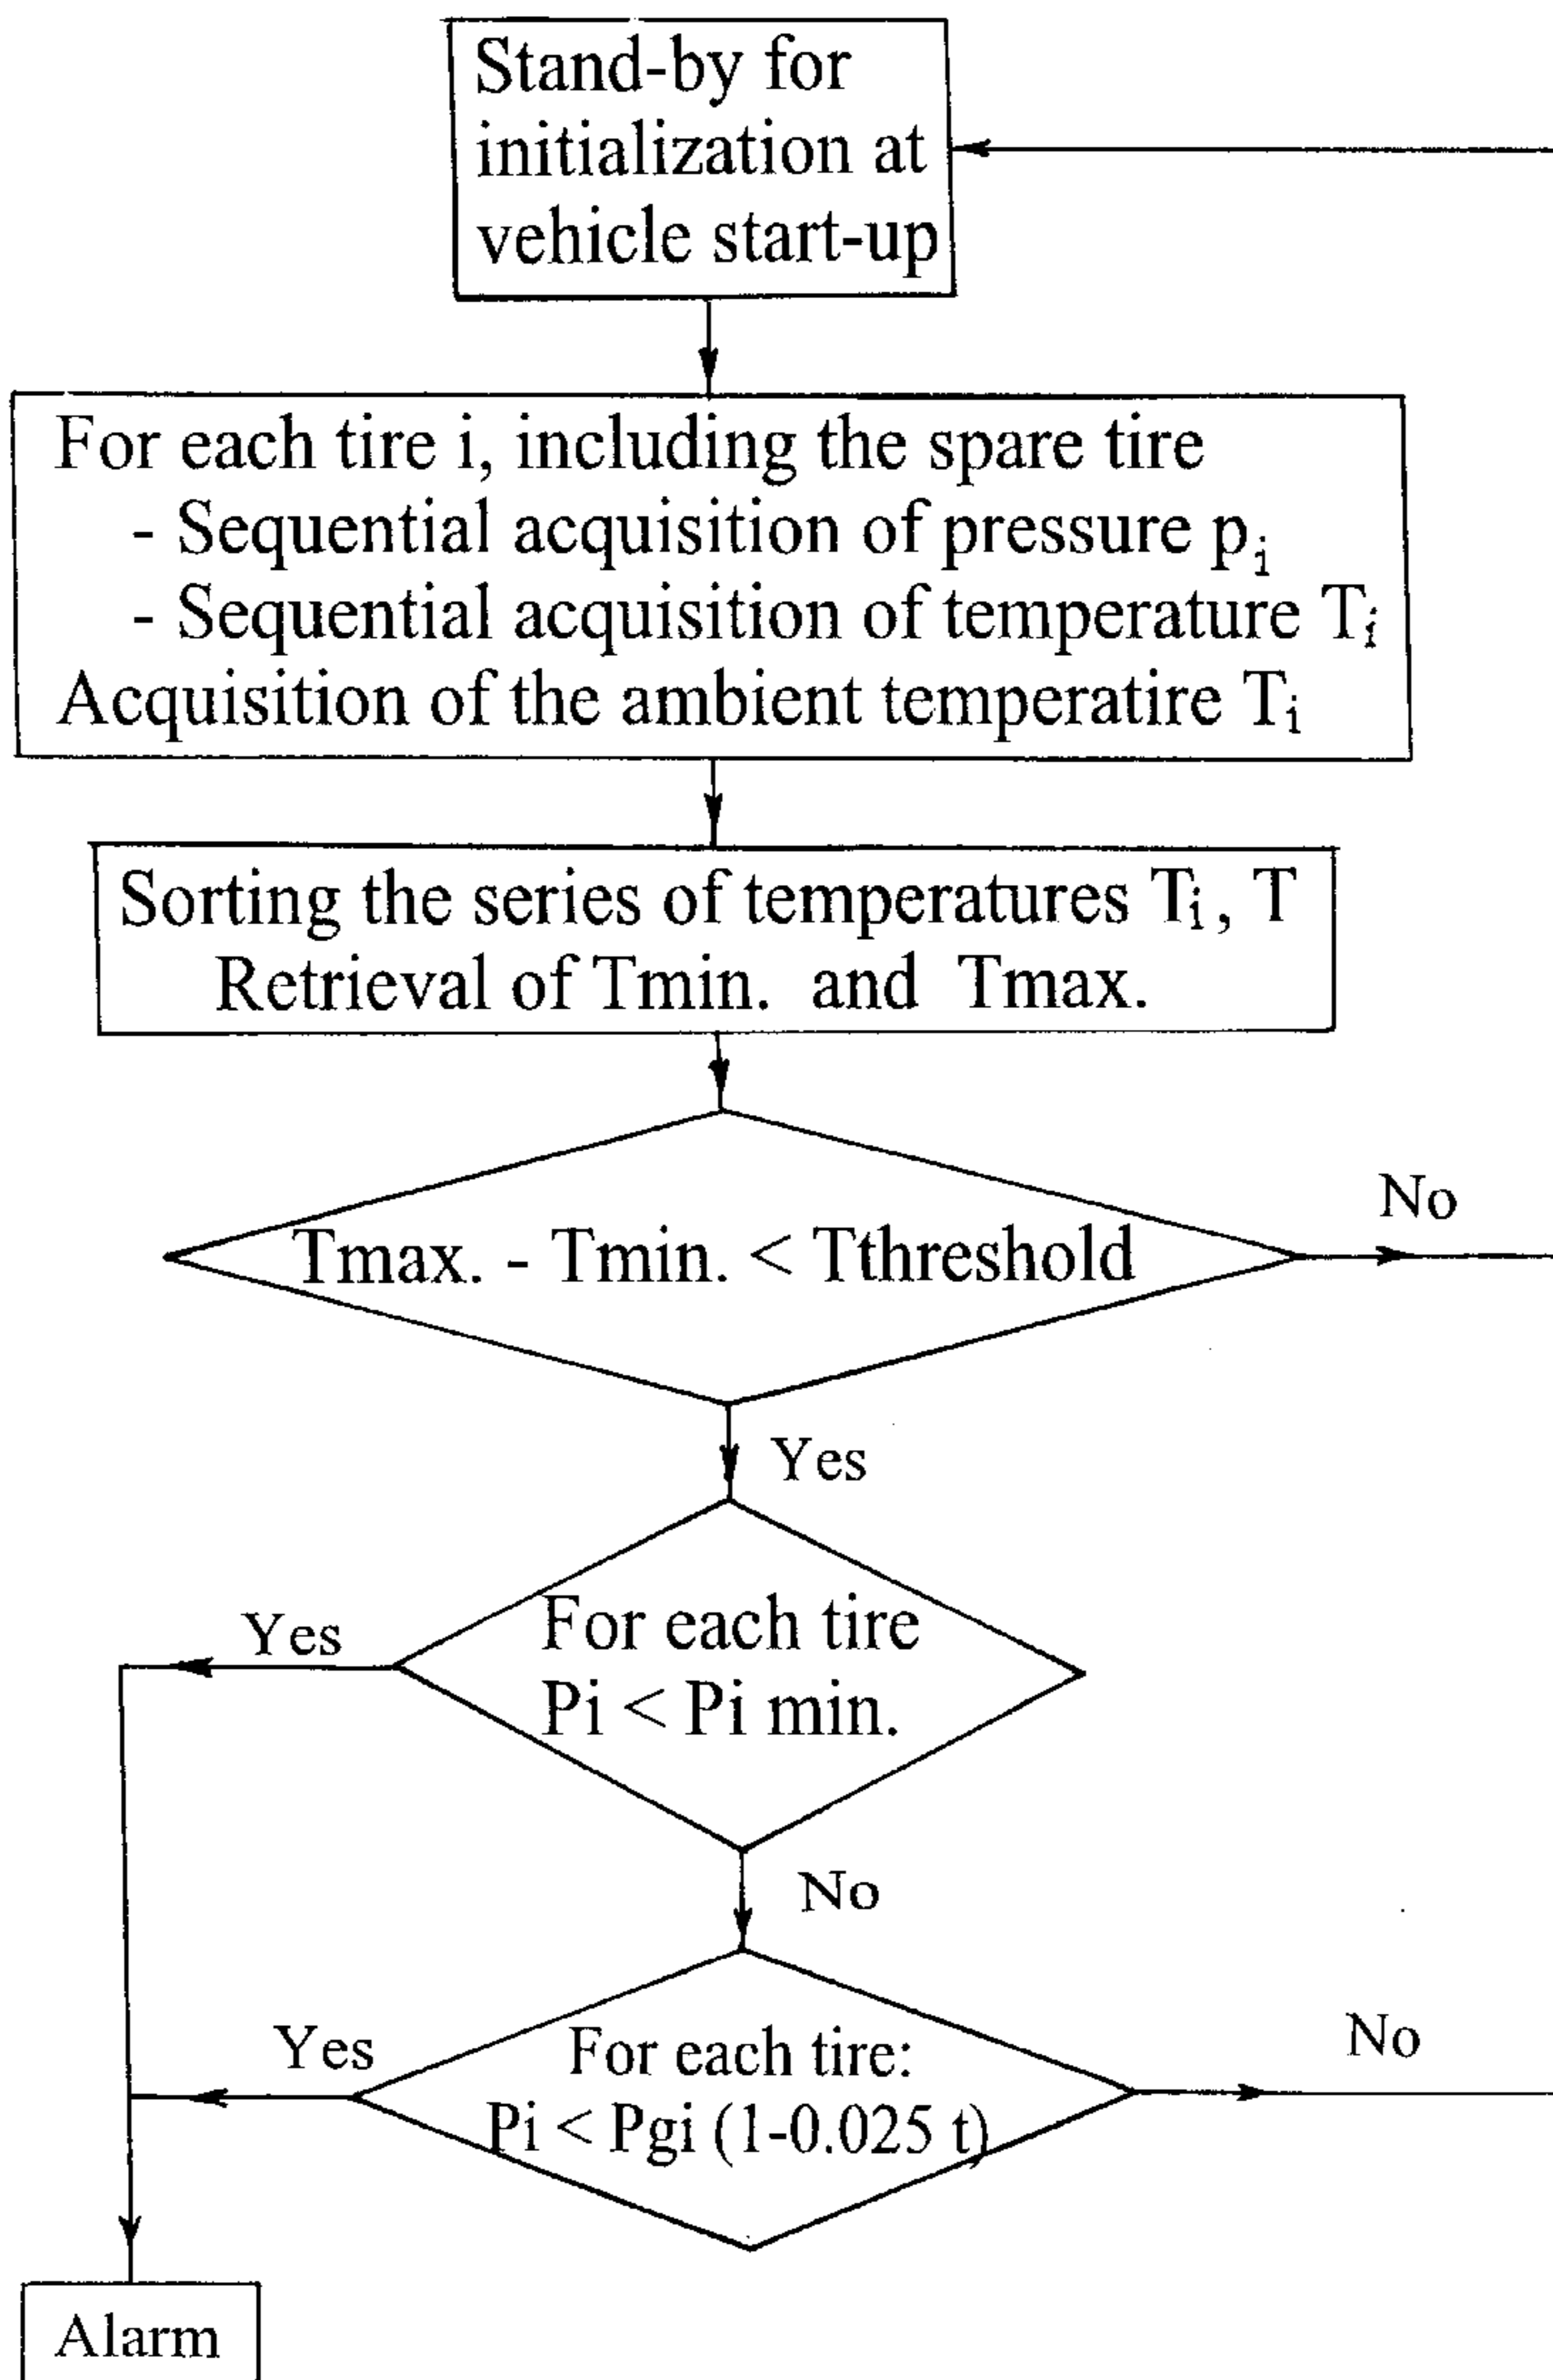 Stand-by for
initialization at
vehicle start-up
For each tire i, including the spare tire
- Sequential acquisition of pressure pi
- Sequential acquisition of temperature Ti
Acquisition of the ambient temperatire Ti
Sorting the series of temperatures Ti, T
Retrieval of Tmin. and Tmax.
Tmax. - Tmin. < Tthreshold
No
Yes
For each tire
Pi < Pi min.
Yes
No
For each tire:
Pi < Pgi (1-0.025 t)
Yes
No
Alarm